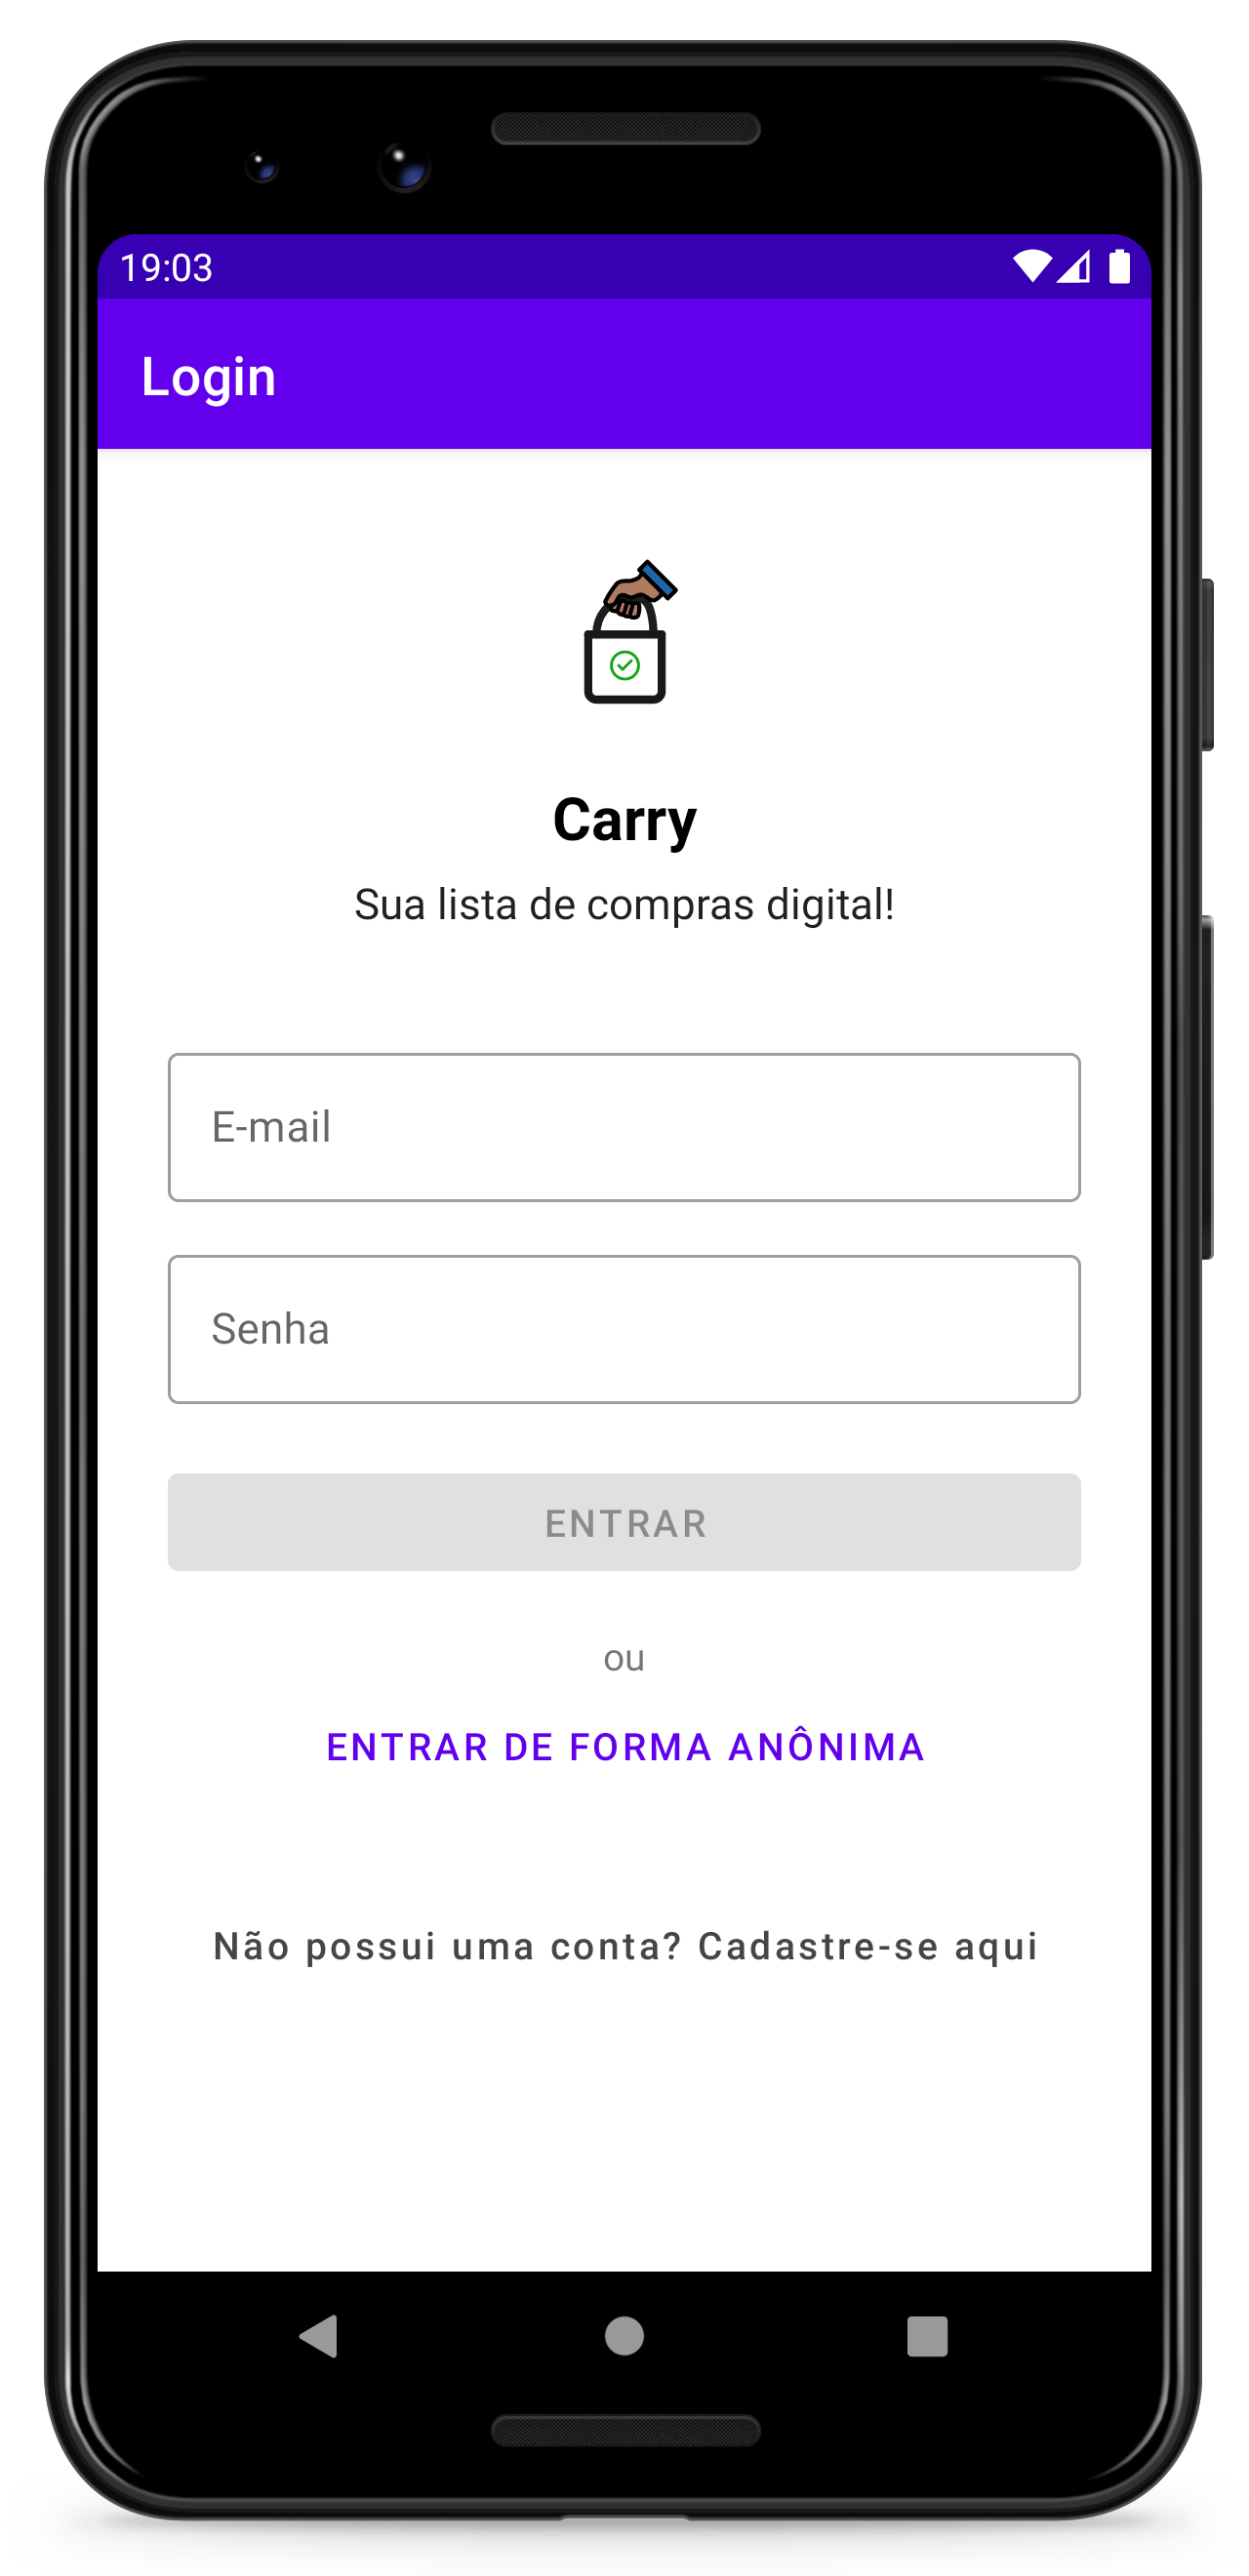 19:03
Login
Carry
Sua lista de compras digital!
E-mail
Senha
ENTRAR
ou
ENTRAR DE FORMA ANÔNIMA
Não possui uma conta? Cadastre-se aqui